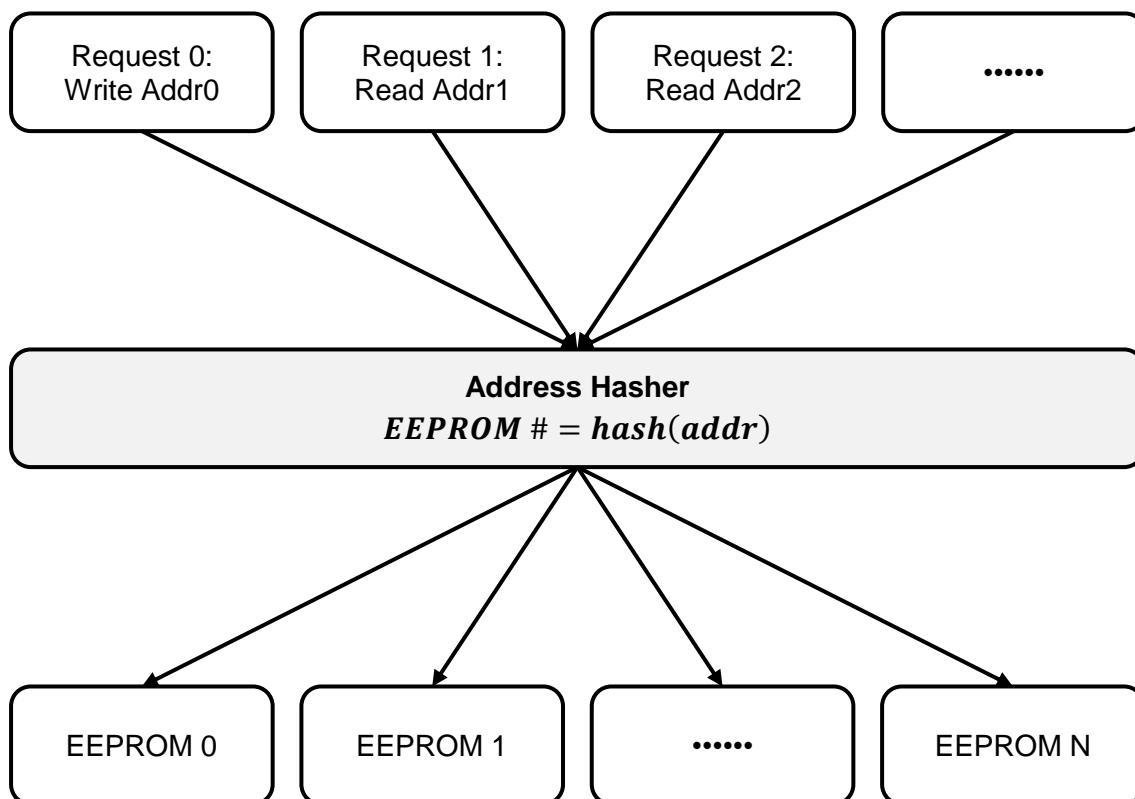 Request 0:
Write Addr0
Request 1:
Read Addr1
Request 2:
Read Addr2
••••••
Address Hasher
EEPROM # = hash(addr)
EEPROM 0
EEPROM 1
••••••
EEPROM N